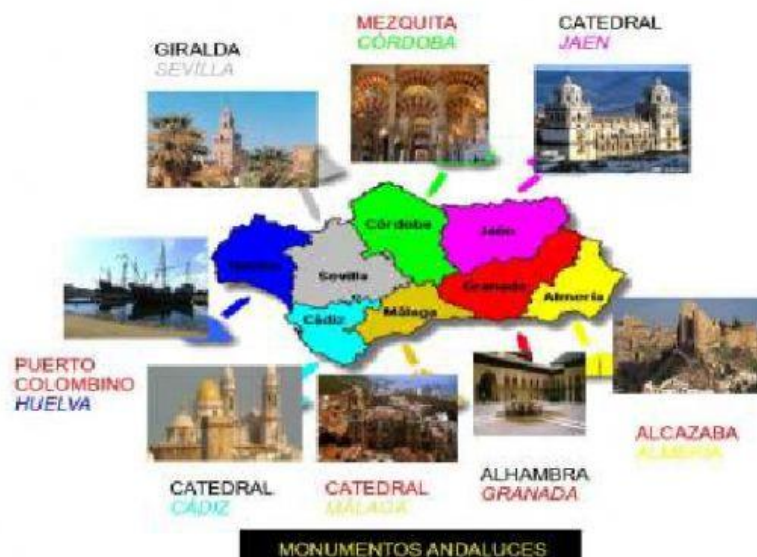 GIRALDA
SEVILLA
MEZQUITA
CÓRDOBA
CATEDRAL
JAEN
Córdoba
Jaén
Sevilla
Granada
Almería
Málaga
Cádiz
PUERTO
COLOMBINO
HUELVA
CATEDRAL
CÁDIZ
CATEDRAL
MÁLAGA
ALHAMBRA
GRANADA
ALCAZABA
ALMERÍA
MONUMENTOS ANDALUCES